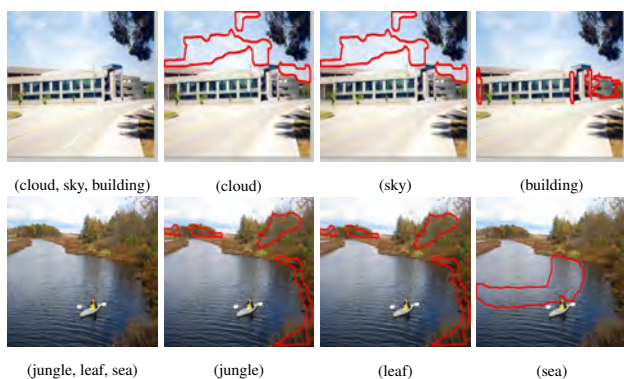 (cloud, sky, building) (cloud) (sky) (building)
(jungle, leaf, sea) (jungle) (leaf) (sea)